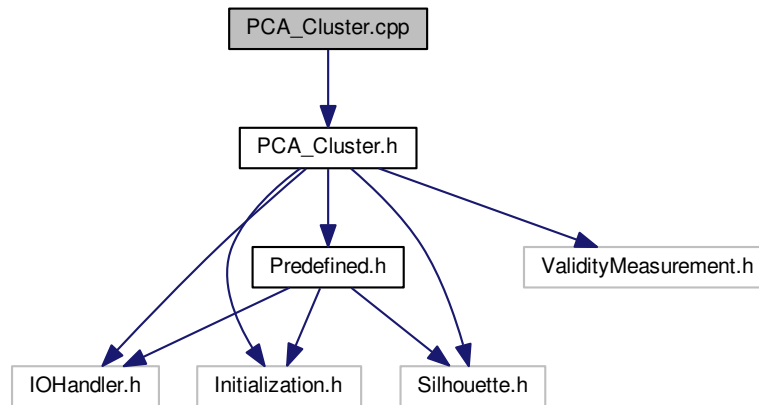 PCA_Cluster.cpp
PCA_Cluster.h
Predefined.h
ValidityMeasurement.h
IOHandler.h
Initialization.h
Silhouette.h